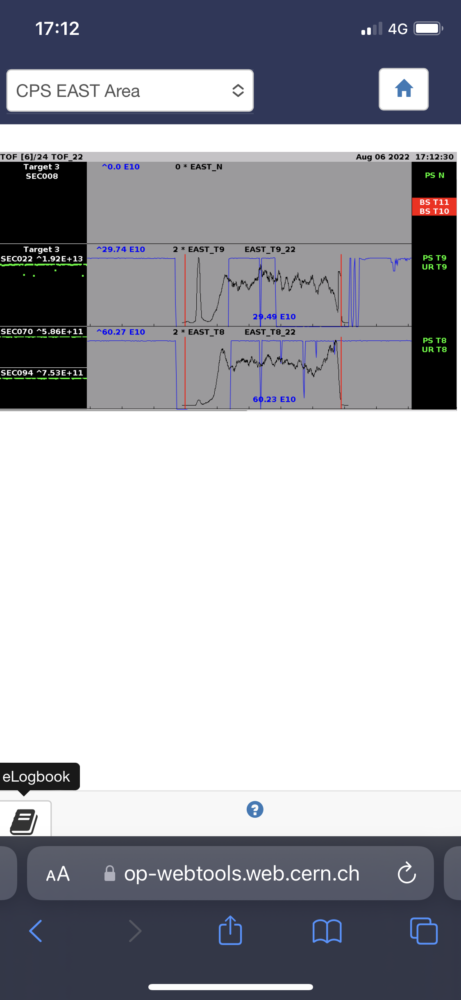 17:12 4G
CPS EAST Area
TOF [6]/24 TOF_22 Aug 06 2022 17:12:30
Target 3 ^0.0 E10 0 * EAST_N
SEC008
PS N
BS T11
BS T10
Target 3 ^29.74 E10 2 * EAST_T9 EAST_T9_22
SEC022 ^1.92E+13
PS T9
UR T9
29.49 E10
SEC070 ^5.86E+11 ^60.27 E10 2 * EAST_T8 EAST_T8_22
PS T8
UR T8
SEC094 ^7.53E+11
60.23 E10
eLogbook
?
AA op-webtools.web.cern.ch